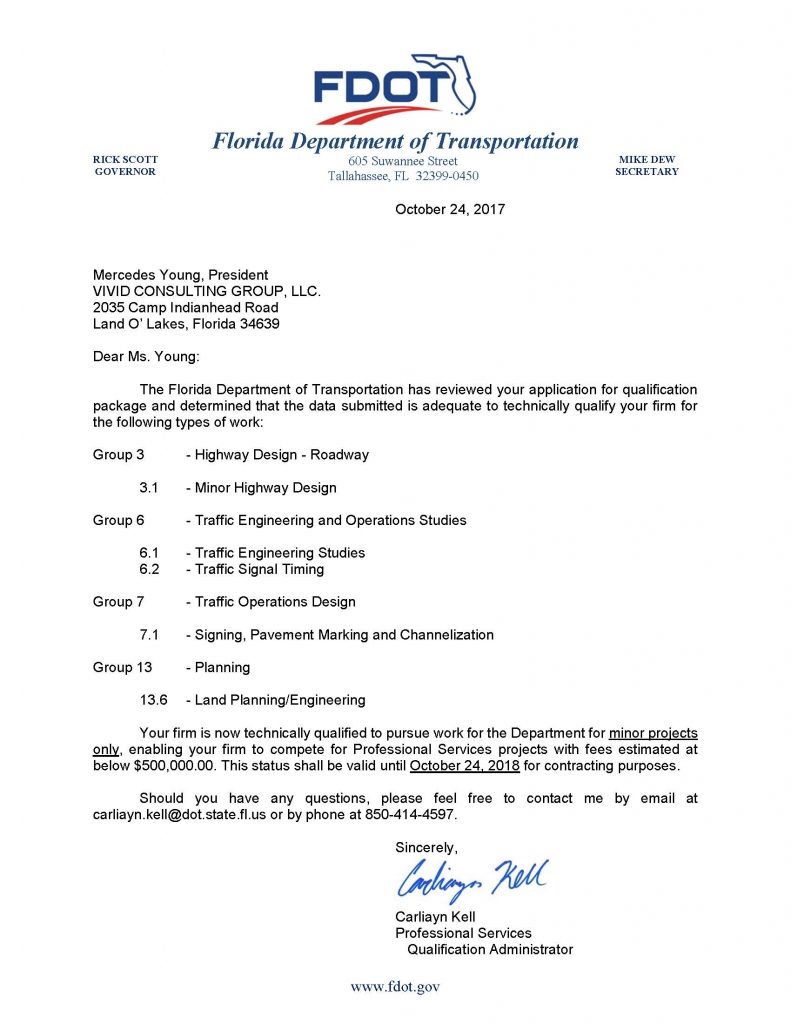 FDOT
Florida Department of Transportation
RICK SCOTT
GOVERNOR
605 Suwannee Street
Tallahassee, FL 32399-0450
MIKE DEW
SECRETARY
October 24, 2017
Mercedes Young, President
VIVID CONSULTING GROUP, LLC.
2035 Camp Indianhead Road
Land O' Lakes, Florida 34639
Dear Ms. Young:
The Florida Department of Transportation has reviewed your application for qualification
package and determined that the data submitted is adequate to technically qualify your firm for
the following types of work:
Group 3 - Highway Design - Roadway
3.1 - Minor Highway Design
Group 6 - Traffic Engineering and Operations Studies
6.1 - Traffic Engineering Studies
6.2 - Traffic Signal Timing
Group 7 - Traffic Operations Design
7.1 - Signing, Pavement Marking and Channelization
Group 13 - Planning
13.6 - Land Planning/Engineering
Your firm is now technically qualified to pursue work for the Department for minor projects
only, enabling your firm to compete for Professional Services projects with fees estimated at
below $500,000.00. This status shall be valid until October 24, 2018 for contracting purposes.
Should you have any questions, please feel free to contact me by email at
carliayn.kell@dot.state.fl.us or by phone at 850-414-4597.
Sincerely,
Carliayn Kell
Carliayn Kell
Professional Services
Qualification Administrator
www.fdot.gov